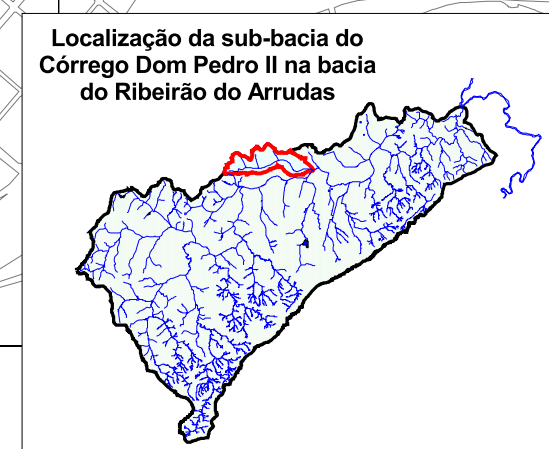 Localização da sub-bacia do
Córrego Dom Pedro II na bacia
do Ribeirão do Arrudas